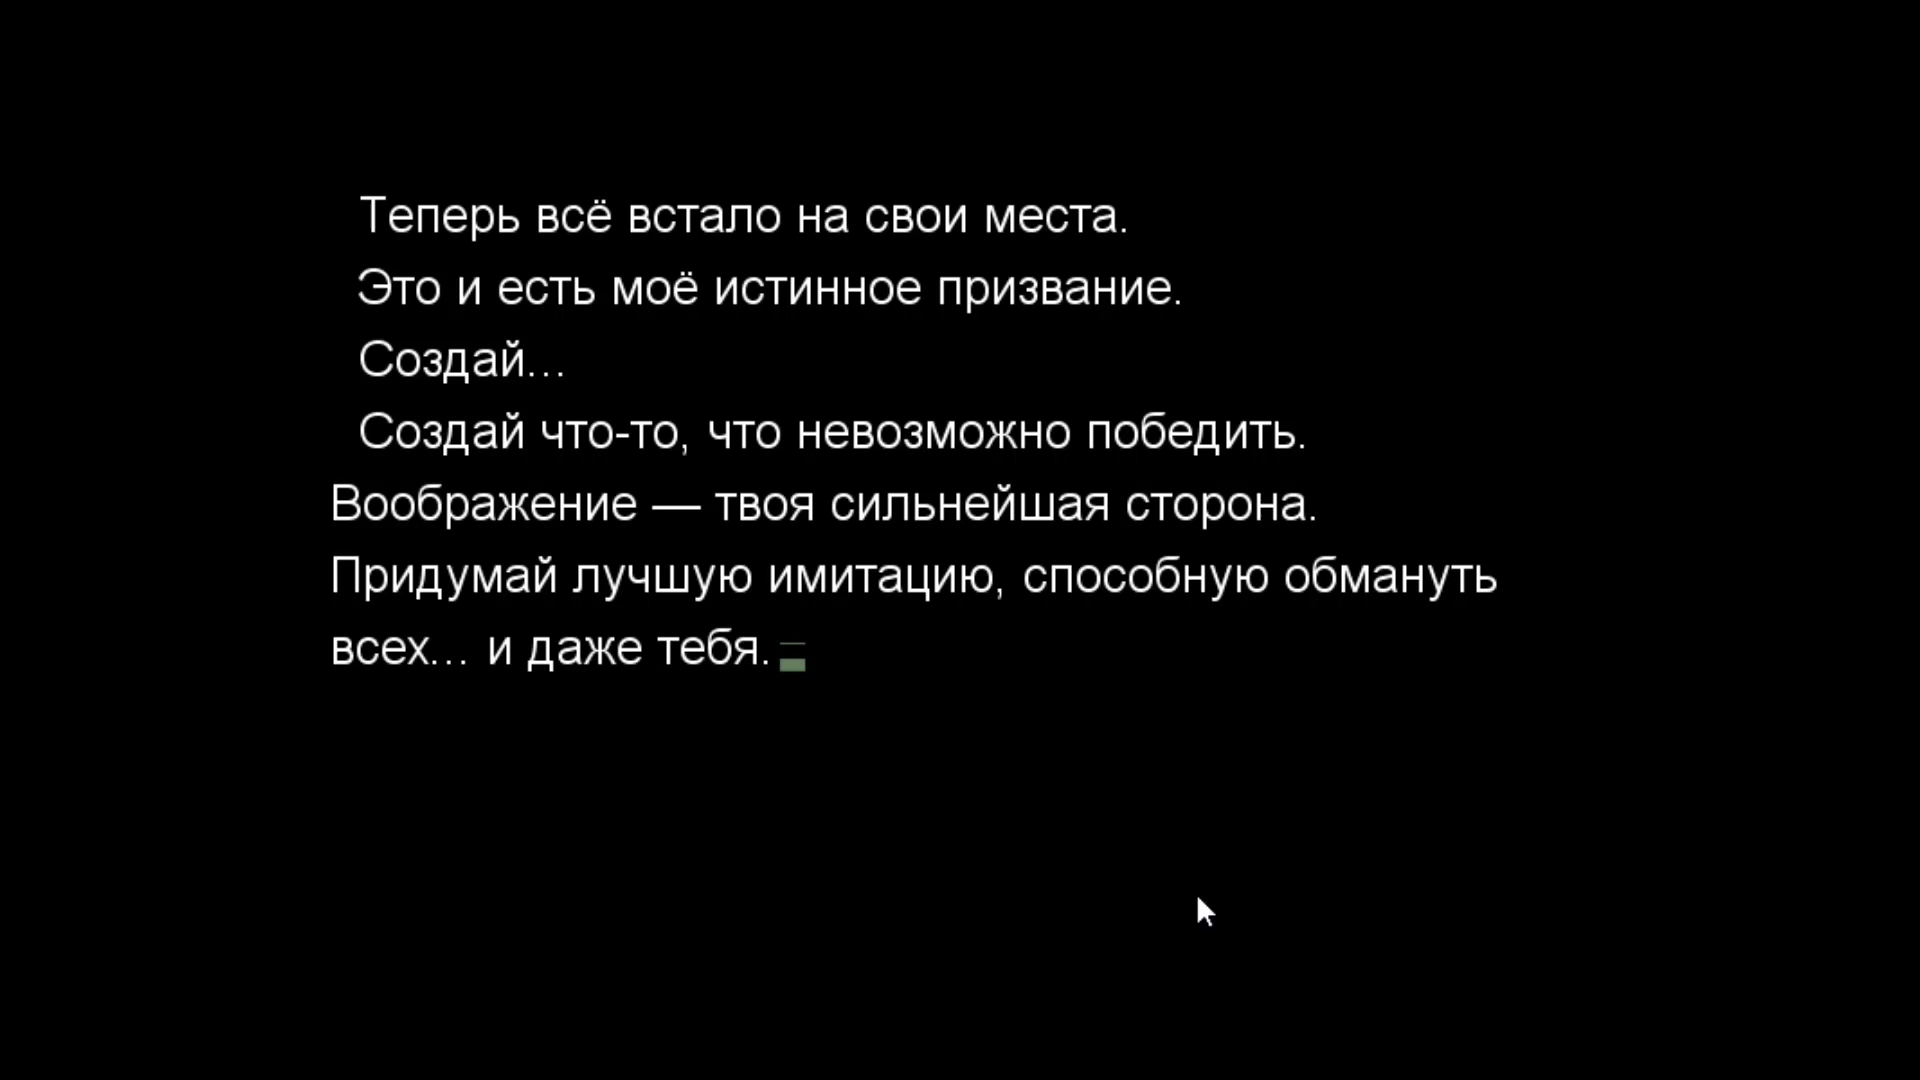 Теперь всё встало на свои места.
Это и есть моё истинное призвание.
Создай...
Создай что-то, что невозможно победить.
Воображение — твоя сильнейшая сторона.
Придумай лучшую имитацию, способную обмануть
всех... и даже тебя.